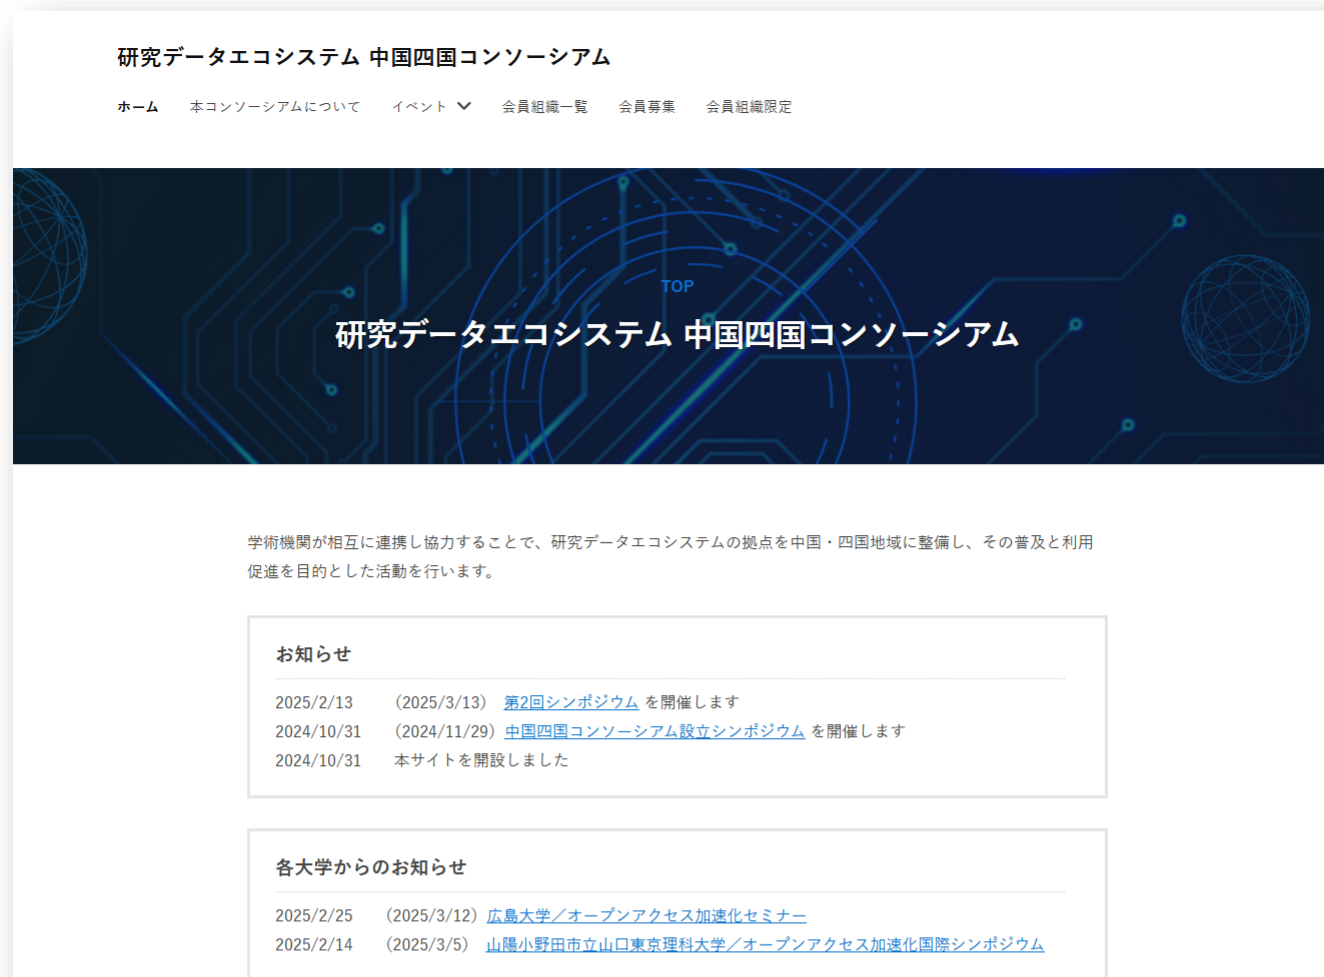 研究データエコシステム 中国四国コンソーシアム
ホーム 本コンソーシアムについて イベント 会員組織一覧 会員募集 会員組織限定
TOP
研究データエコシステム 中国四国コンソーシアム
学術機関が相互に連携し協力することで、研究データエコシステムの拠点を中国・四国地域に整備し、その普及と利用
促進を目的とした活動を行います。
お知らせ
2025/2/13 （2025/3/13） 第2回シンポジウム を開催します
2024/10/31 （2024/11/29）中国四国コンソーシアム設立シンポジウム を開催します
2024/10/31 本サイトを開設しました
各大学からのお知らせ
2025/2/25 （2025/3/12）広島大学／オープンアクセス加速化セミナー
2025/2/14 （2025/3/5） 山陽小野田市立山口東京理科大学／オープンアクセス加速化国際シンポジウム